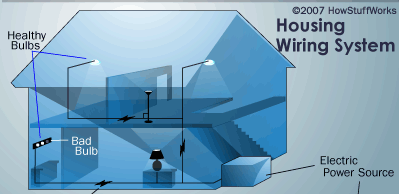 ©2007 HowStuffWorks
Housing
Wiring System
Healthy
Bulbs
Bad
Bulb
Electric
Power Source